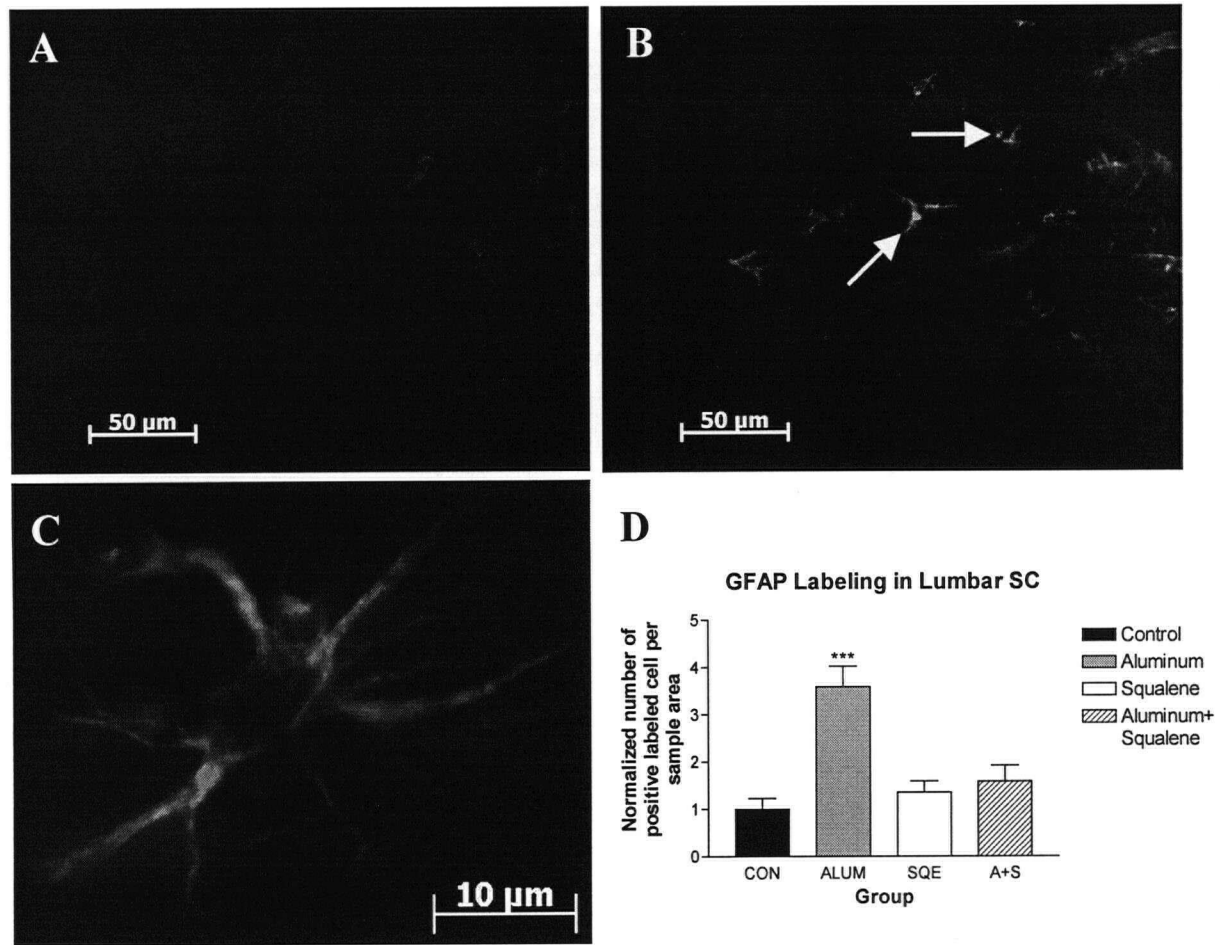 A
50 µm
B
50 µm
C
10 µm
D
GFAP Labeling in Lumbar SC
Normalized number of
positive labeled cell per
sample area
5
4
3
2
1
0
***
CON
ALUM
SQE
A+S
Group
Control
Aluminum
Squalene
Aluminum+
Squalene